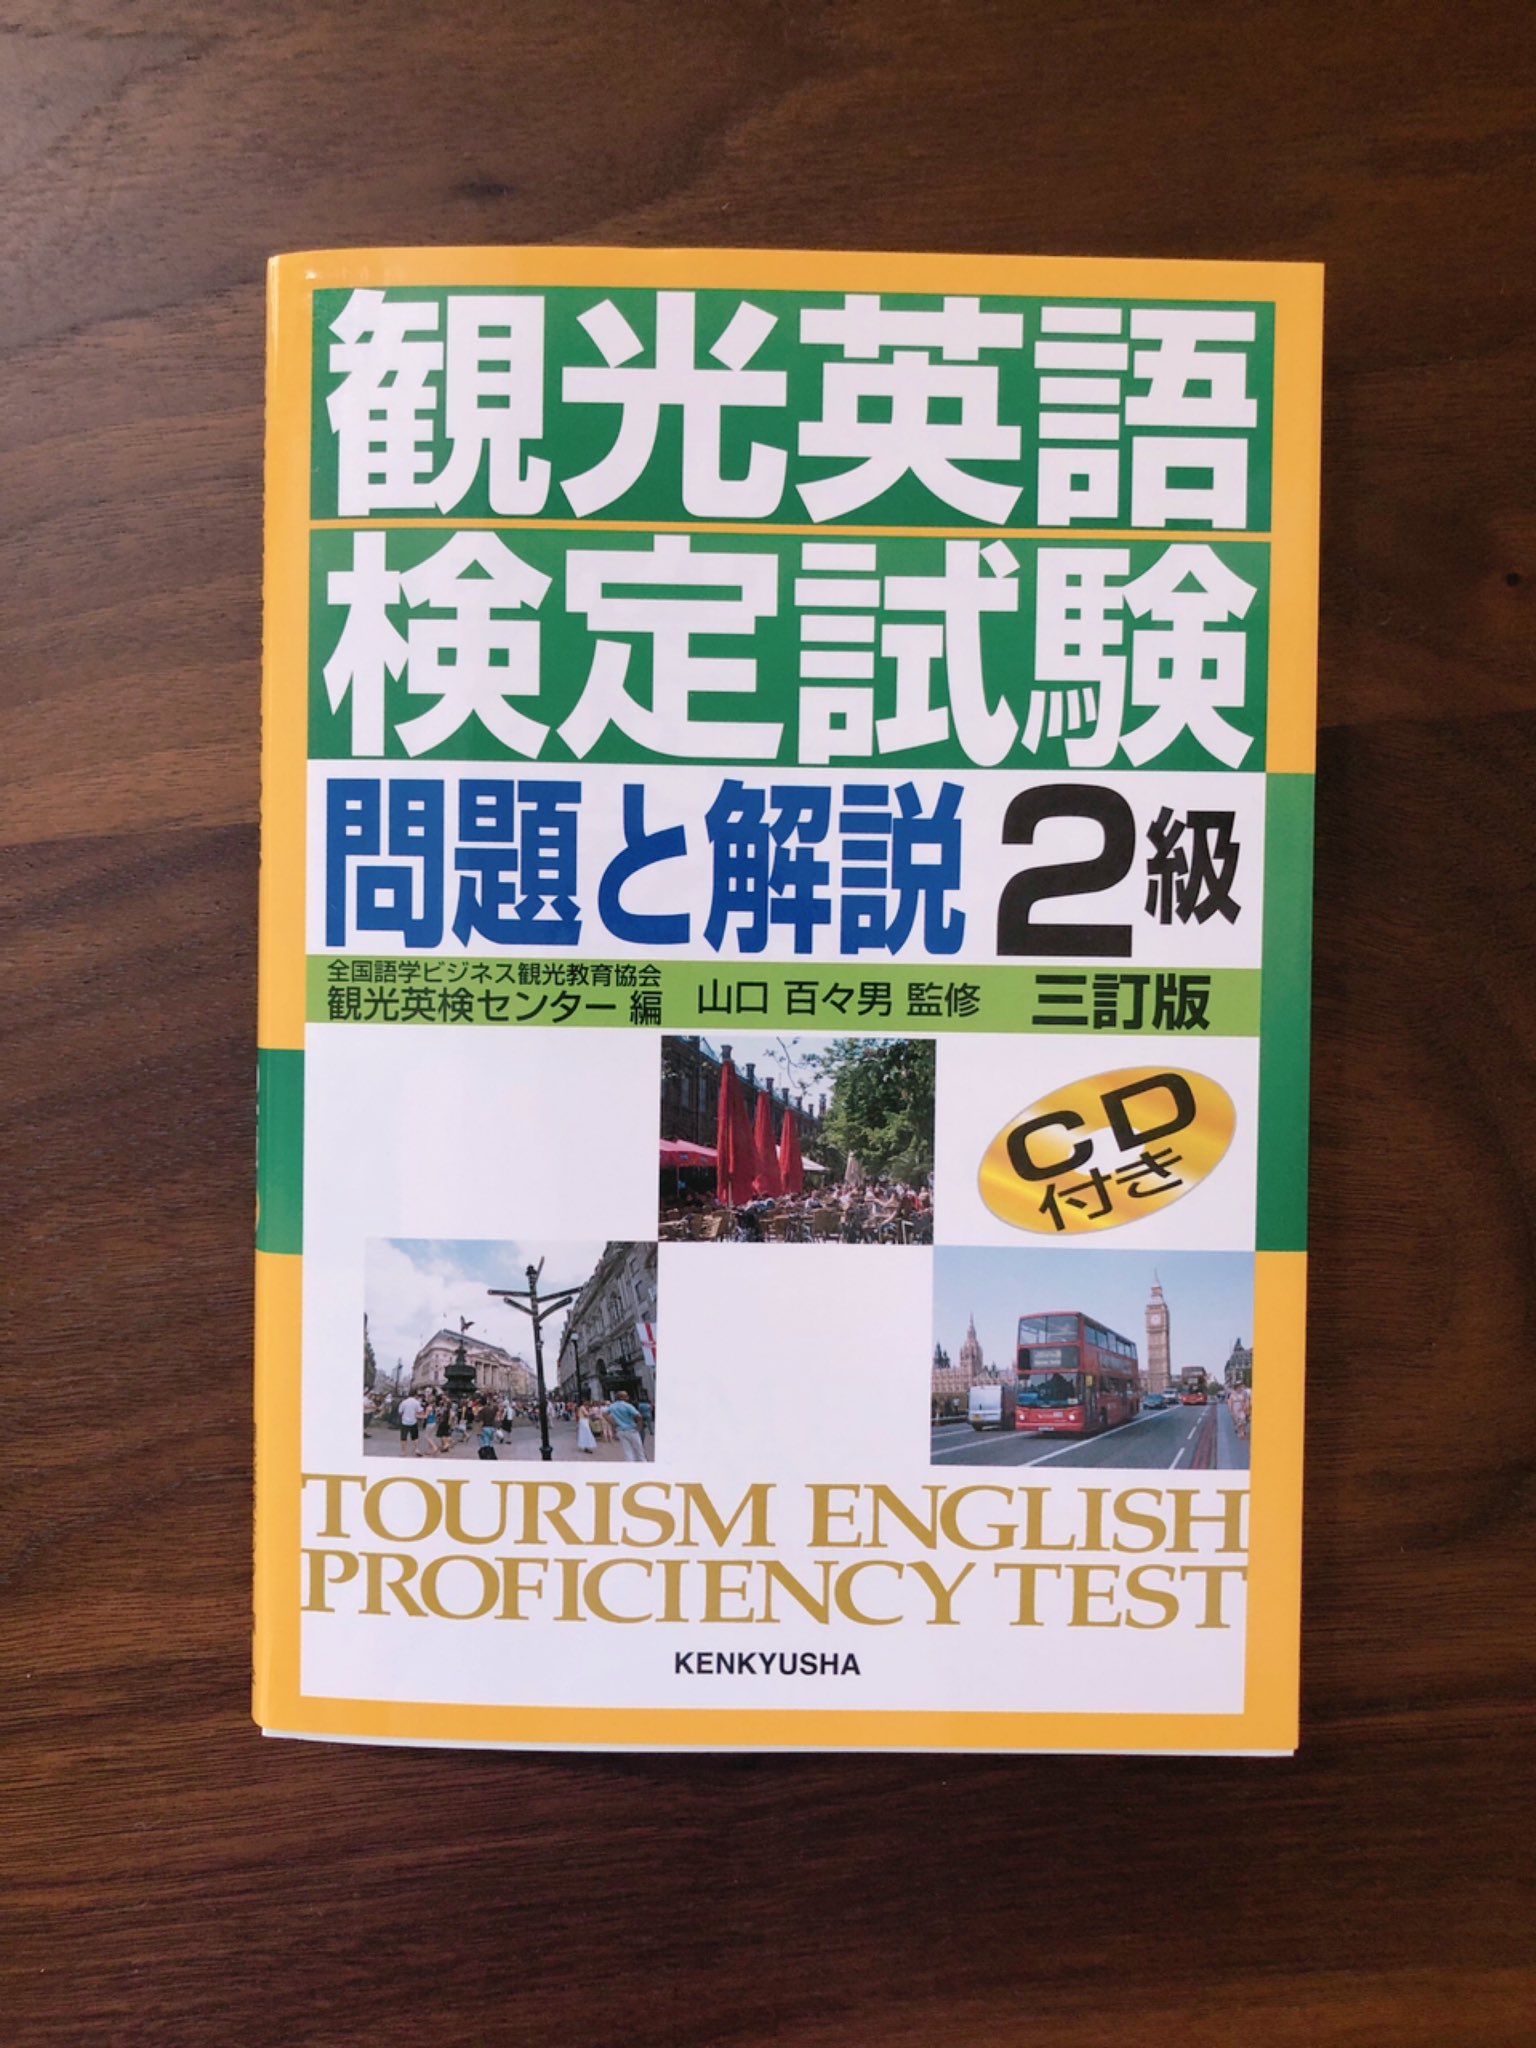 観光英語
検定試験
問題と解説 2級
全国語学ビジネス観光教育協会
観光英検センター 編 山口 百々男 監修 三訂版
CD
付き
TOURISM ENGLISH
PROFICIENCY TEST
KENKYUSHA